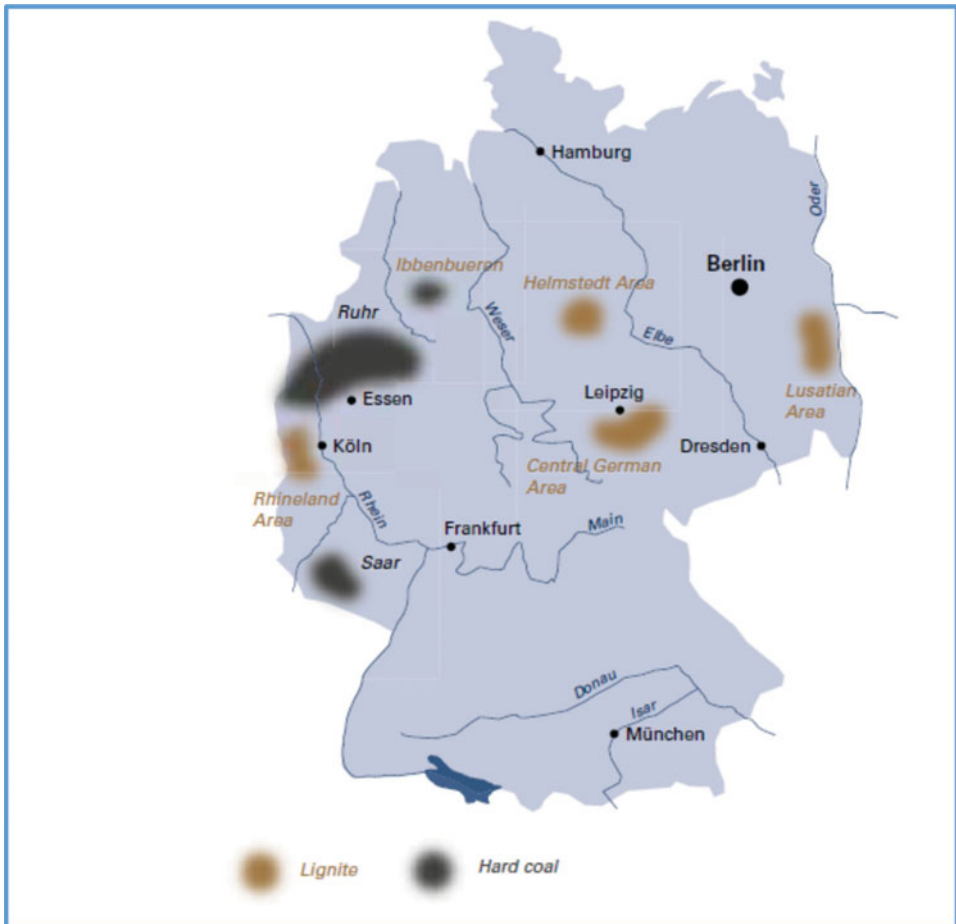 Hamburg
Oder
Berlin
Ibbenbueren
Helmstedt Area
Ruhr
Weser
Elbe
Essen
Leipzig
Lusatian
Area
Köln
Dresden
Central German
Area
Rhineland
Area
Rhein
Frankfurt
Main
Saar
Donau
Isar
München
Lignite
Hard coal